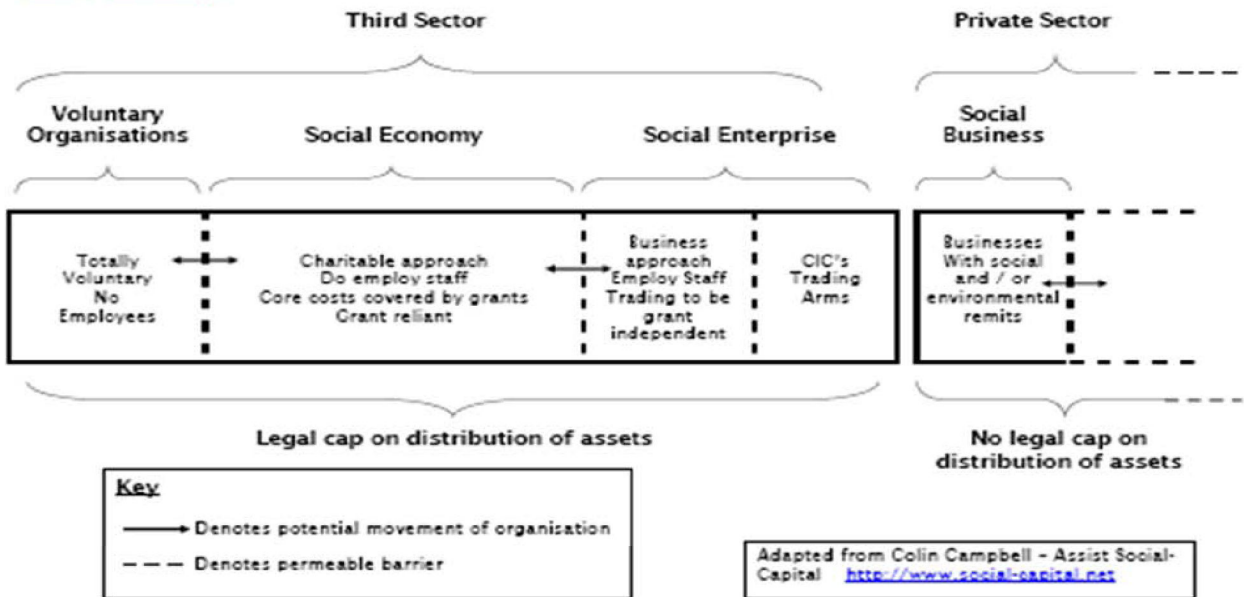 Third Sector
Private Sector
Voluntary
Organisations
Social Economy
Social Enterprise
Social
Business
Totally
Voluntary
No
Employees
Charitable approach
Do employ staff
Core costs covered by grants
Grant reliant
Business
approach
Employ Staff
Trading to be
grant
independent
CIC's
Trading
Arms
Businesses
With social
and / or
environmental
remits
Legal cap on distribution of assets
No legal cap on
distribution of assets
Key
Denotes potential movement of organisation
Denotes permeable barrier
Adapted from Colin Campbell – Assist Social-
Capital http://www.social-capital.net